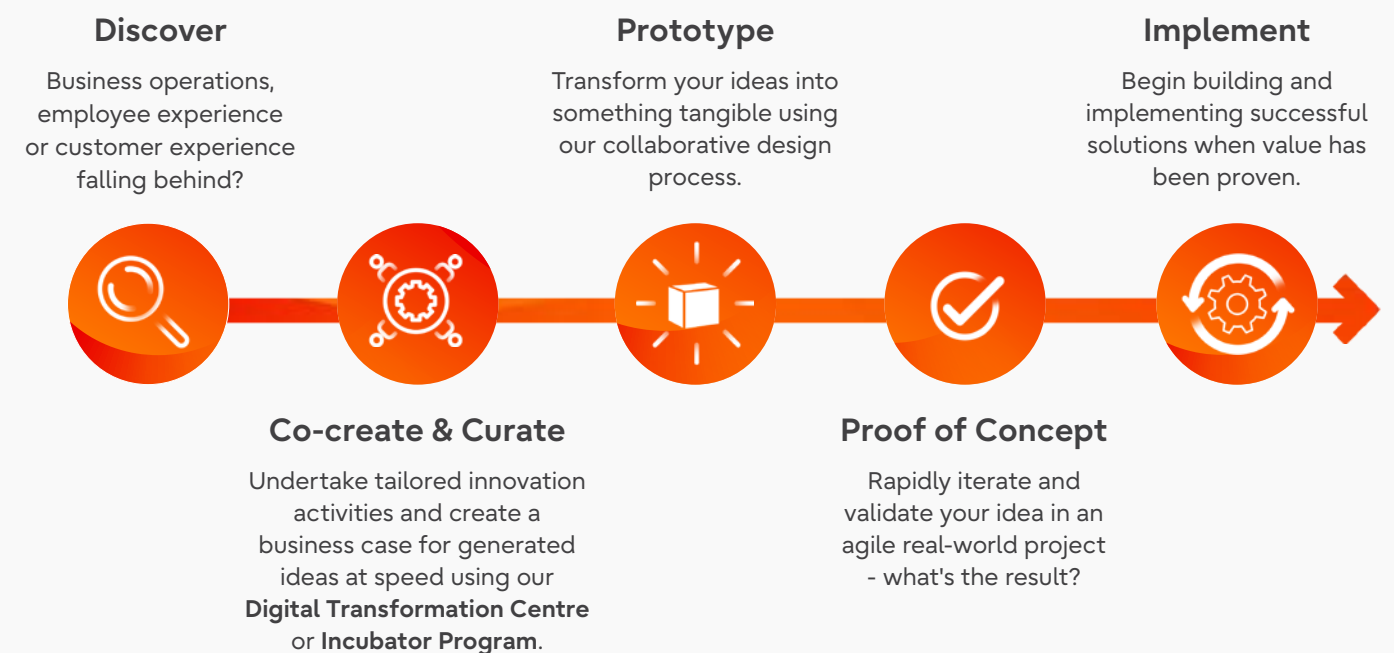 Discover
Business operations,
employee experience
or customer experience
falling behind?
Co-create & Curate
Undertake tailored innovation
activities and create a
business case for generated
ideas at speed using our
Digital Transformation Centre
or Incubator Program.
Prototype
Transform your ideas into
something tangible using
our collaborative design
process.
Proof of Concept
Rapidly iterate and
validate your idea in an
agile real-world project
- what's the result?
Implement
Begin building and
implementing successful
solutions when value has
been proven.